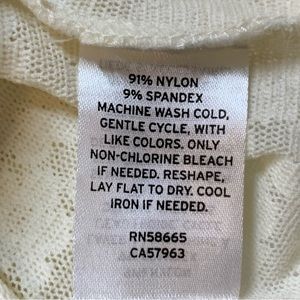 91% NYLON
9% SPANDEX
MACHINE WASH COLD,
GENTLE CYCLE, WITH
LIKE COLORS. ONLY
NON-CHLORINE BLEACH
IF NEEDED. RESHAPE,
LAY FLAT TO DRY. COOL
IRON IF NEEDED.
RN58665
CA57963